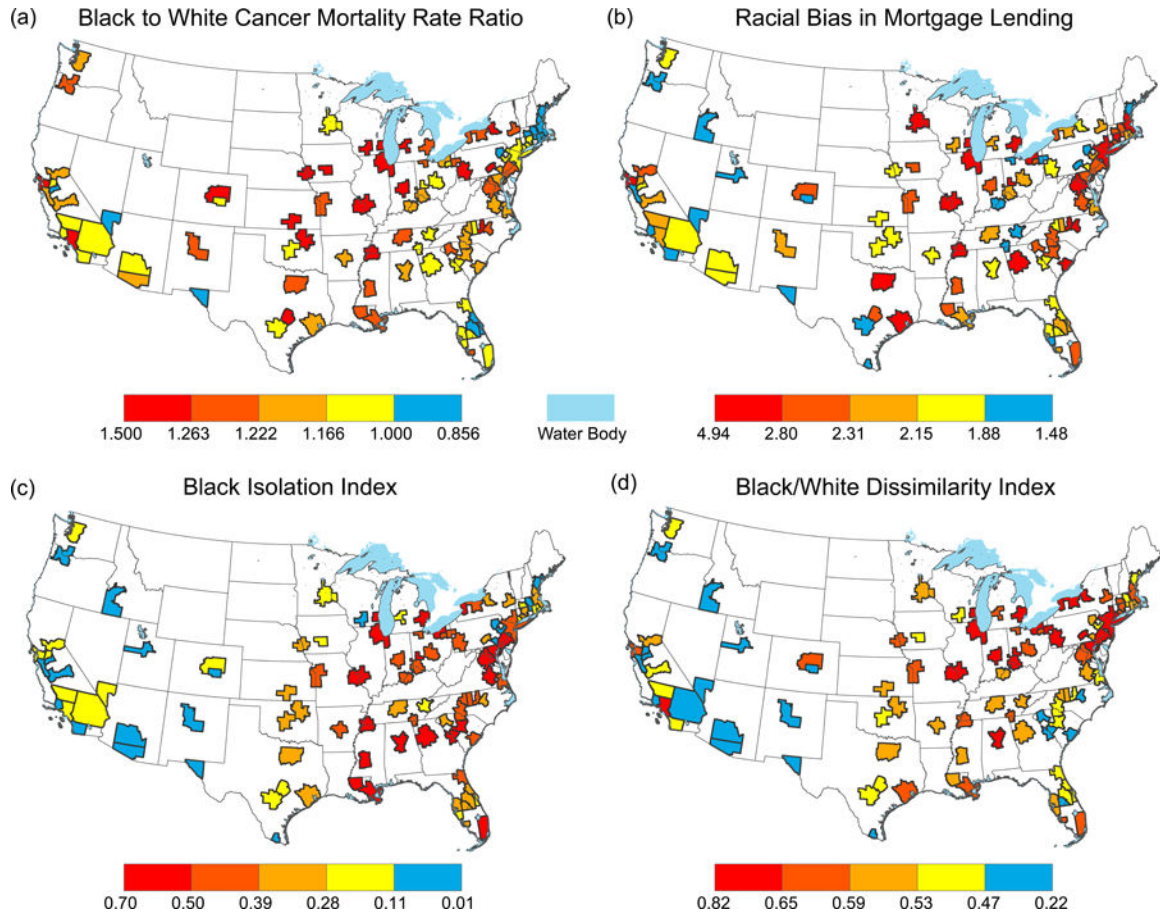 (a) Black to White Cancer Mortality Rate Ratio
(b) Racial Bias in Mortgage Lending
1.500 1.263 1.222 1.166 1.000 0.856
Water Body
4.94 2.80 2.31 2.15 1.88 1.48
(c) Black Isolation Index
(d) Black/White Dissimilarity Index
0.70 0.50 0.39 0.28 0.11 0.01
0.82 0.65 0.59 0.53 0.47 0.22